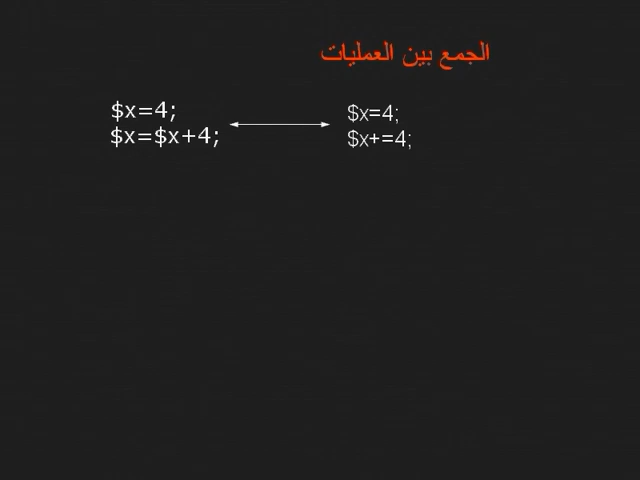 الجمع بين العمليات
$x=4;
$x=$x+4;
$x=4;
$x+=4;